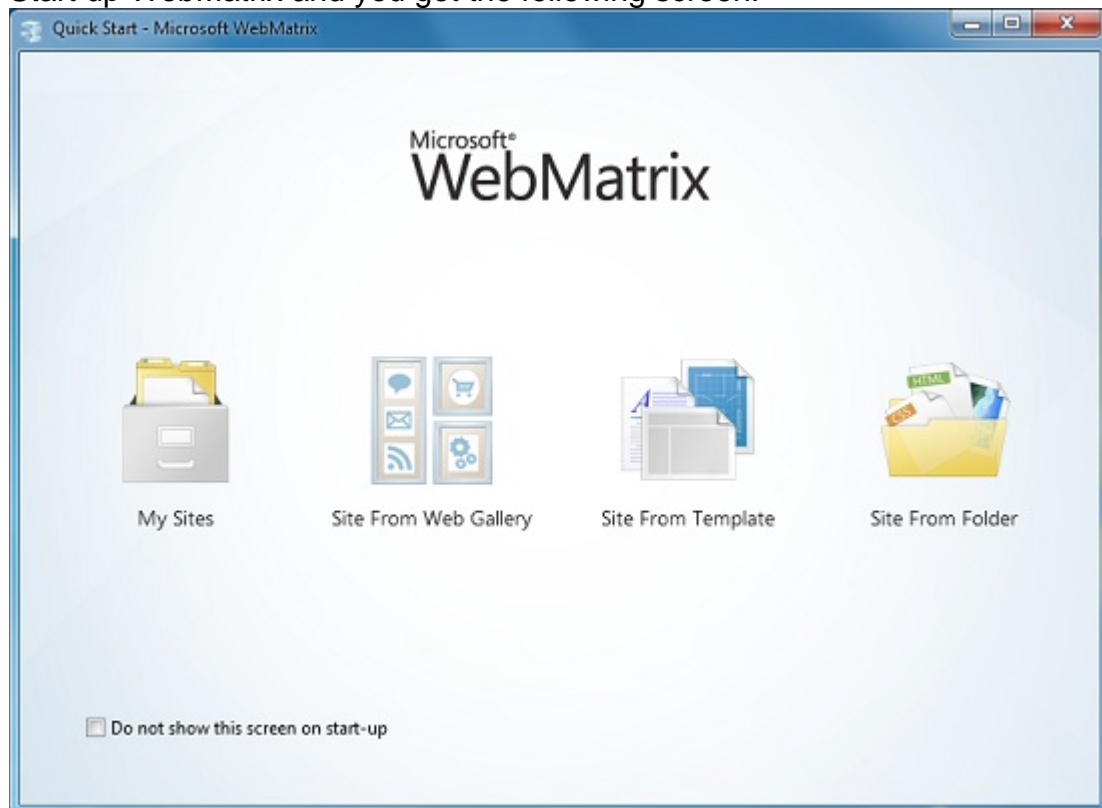 Start up Webmatrix and you get the following screen:
Quick Start - Microsoft WebMatrix
Microsoft®
WebMatrix
HTML
CSS
A
My Sites
Site From Web Gallery
Site From Template
Site From Folder
Do not show this screen on start-up